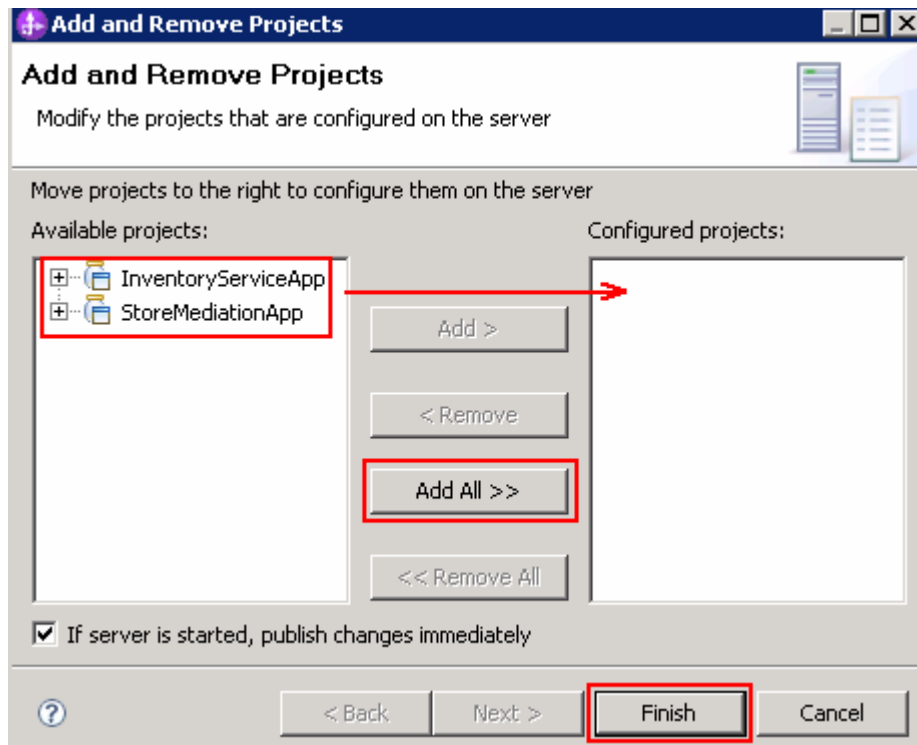 Add and Remove Projects
Add and Remove Projects
Modify the projects that are configured on the server
Move projects to the right to configure them on the server
Available projects:
Configured projects:
InventoryServiceApp
StoreMediationApp
Add >
< Remove
Add All >>
<< Remove All
If server is started, publish changes immediately
?
< Back
Next >
Finish
Cancel